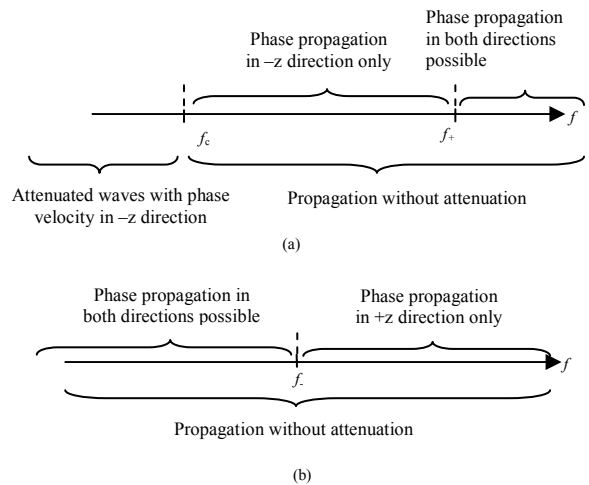 Phase propagation
in –z direction only
Phase propagation
in both directions
possible
f
fc
f+
Attenuated waves with phase
velocity in –z direction
Propagation without attenuation
(a)
Phase propagation in
both directions possible
Phase propagation
in +z direction only
f
f-
Propagation without attenuation
(b)